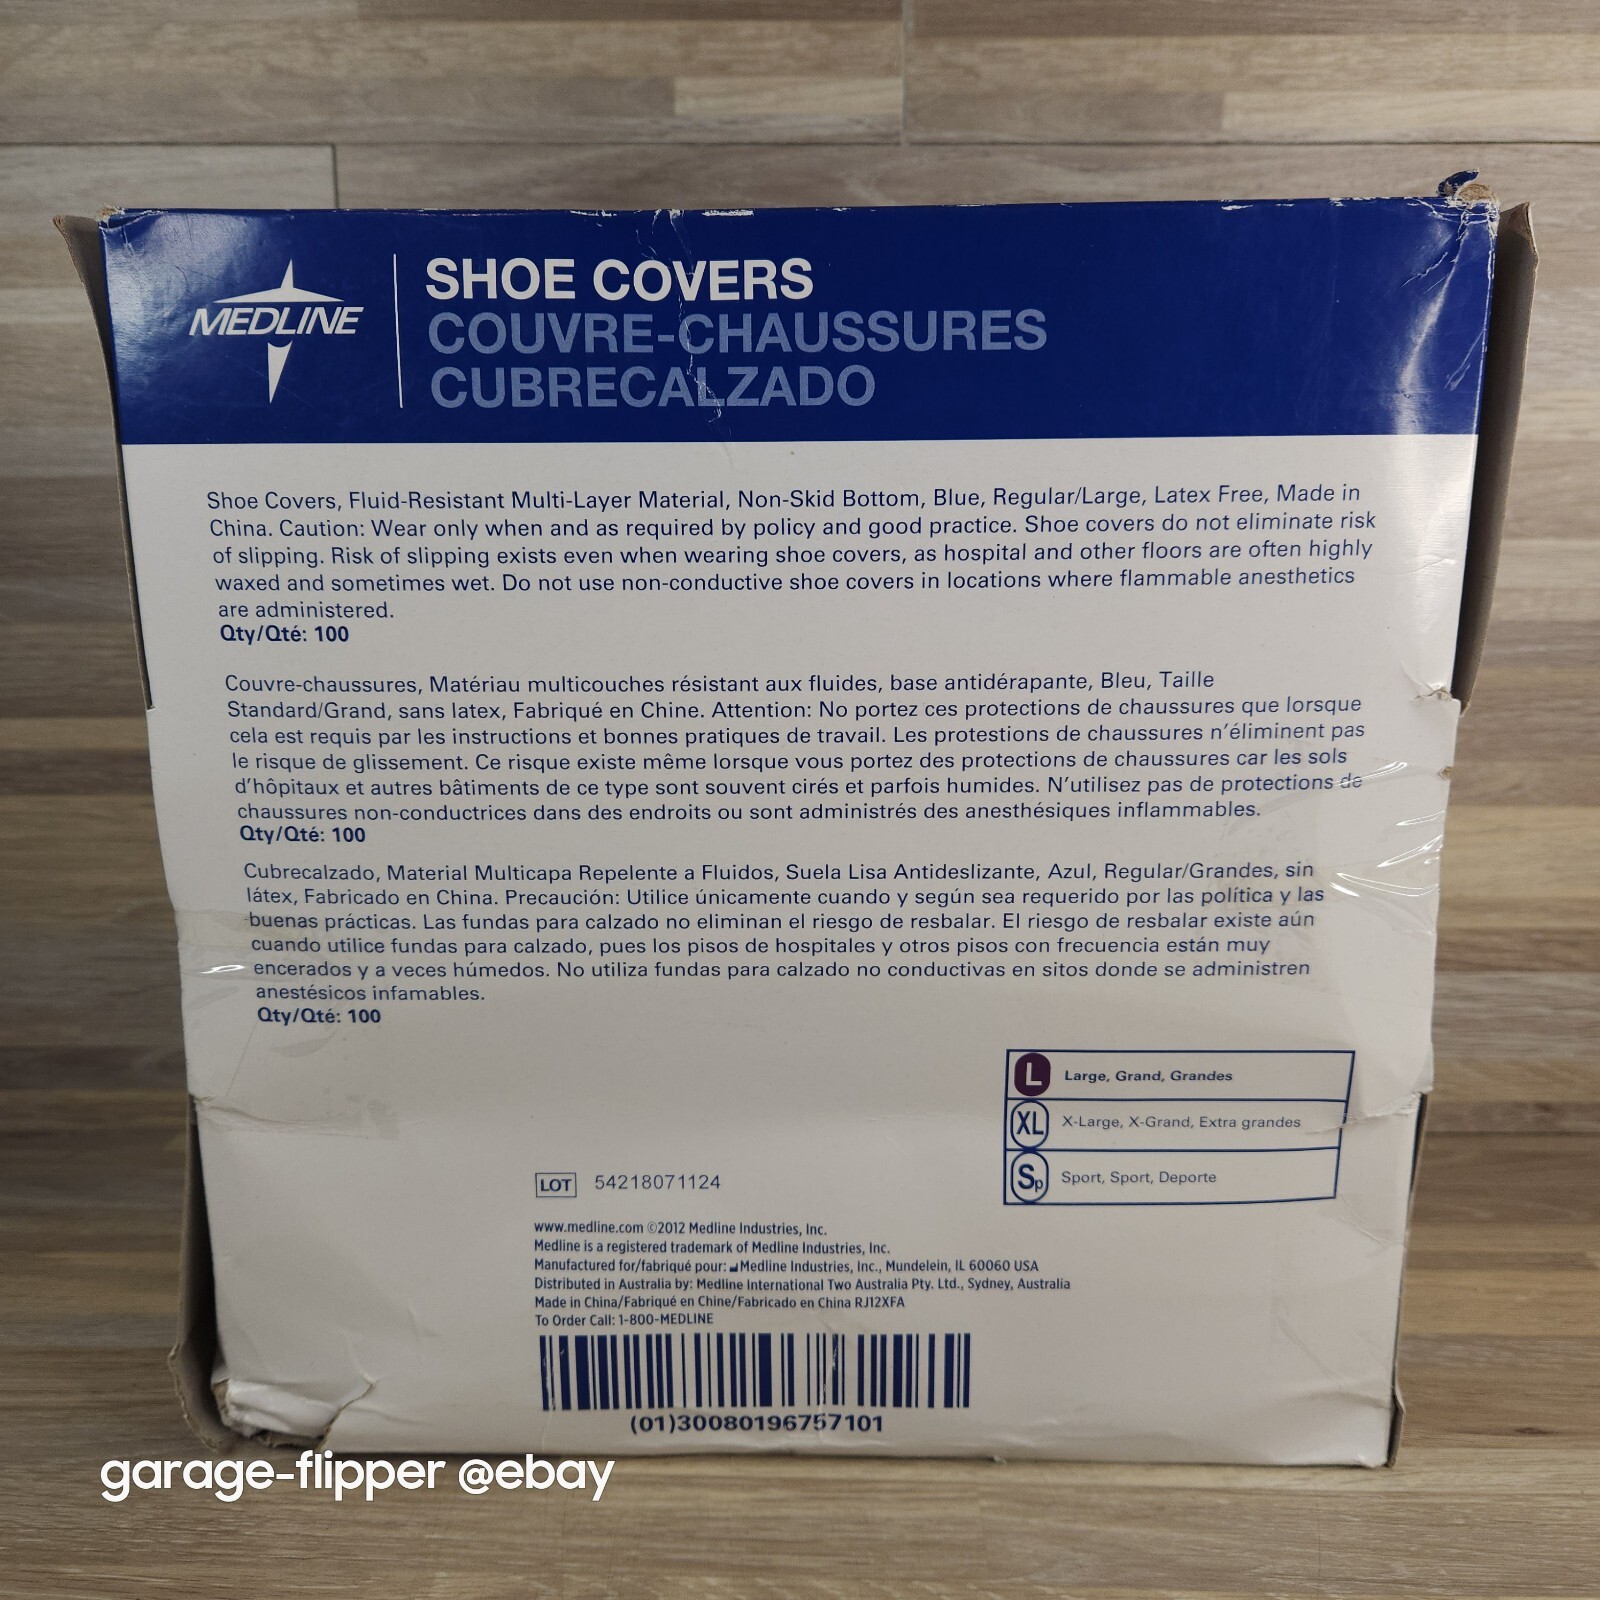 MEDLINE
SHOE COVERS
COUVRE-CHAUSSURES
CUBRECALZADO
Shoe Covers, Fluid-Resistant Multi-Layer Material, Non-Skid Bottom, Blue, Regular/Large, Latex Free, Made in
China. Caution: Wear only when and as required by policy and good practice. Shoe covers do not eliminate risk
of slipping. Risk of slipping exists even when wearing shoe covers, as hospital and other floors are often highly
waxed and sometimes wet. Do not use non-conductive shoe covers in locations where flammable anesthetics
are administered.
Qty/Qté: 100
Couvre-chaussures, Matériau multicouches résistant aux fluides, base antidérapante, Bleu, Taille
Standard/Grand, sans latex, Fabriqué en Chine. Attention: No portez ces protections de chaussures que lorsque
cela est requis par les instructions et bonnes pratiques de travail. Les protestions de chaussures n'éliminent pas
le risque de glissement. Ce risque existe même lorsque vous portez des protections de chaussures car les sols
d'hôpitaux et autres bâtiments de ce type sont souvent cirés et parfois humides. N'utilisez pas de protections de
chaussures non-conductrices dans des endroits ou sont administrés des anesthésiques inflammables.
Qty/Qté: 100
Cubrecalzado, Material Multicapa Repelente a Fluidos, Suela Lisa Antideslizante, Azul, Regular/Grandes, sin
látex, Fabricado en China. Precaución: Utilice únicamente cuando y según sea requerido por las política y las
buenas prácticas. Las fundas para calzado no eliminan el riesgo de resbalar. El riesgo de resbalar existe aún
cuando utilice fundas para calzado, pues los pisos de hospitales y otros pisos con frecuencia están muy
encerados y a veces húmedos. No utiliza fundas para calzado no conductivas en sitos donde se administren
anestésicos infamables.
Qty/Qté: 100
L Large, Grand, Grandes
XL X-Large, X-Grand, Extra grandes
Sp Sport, Sport, Deporte
LOT 54218071124
www.medline.com ©2012 Medline Industries, Inc.
Medline is a registered trademark of Medline Industries, Inc.
Manufactured for/fabriqué pour: Medline Industries, Inc., Mundelein, IL 60060 USA
Distributed in Australia by: Medline International Two Australia Pty. Ltd., Sydney, Australia
Made in China/Fabriqué en Chine/Fabricado en China RJ12XFA
To Order Call: 1-800-MEDLINE
(01)30080196757101
garage-flipper @ebay